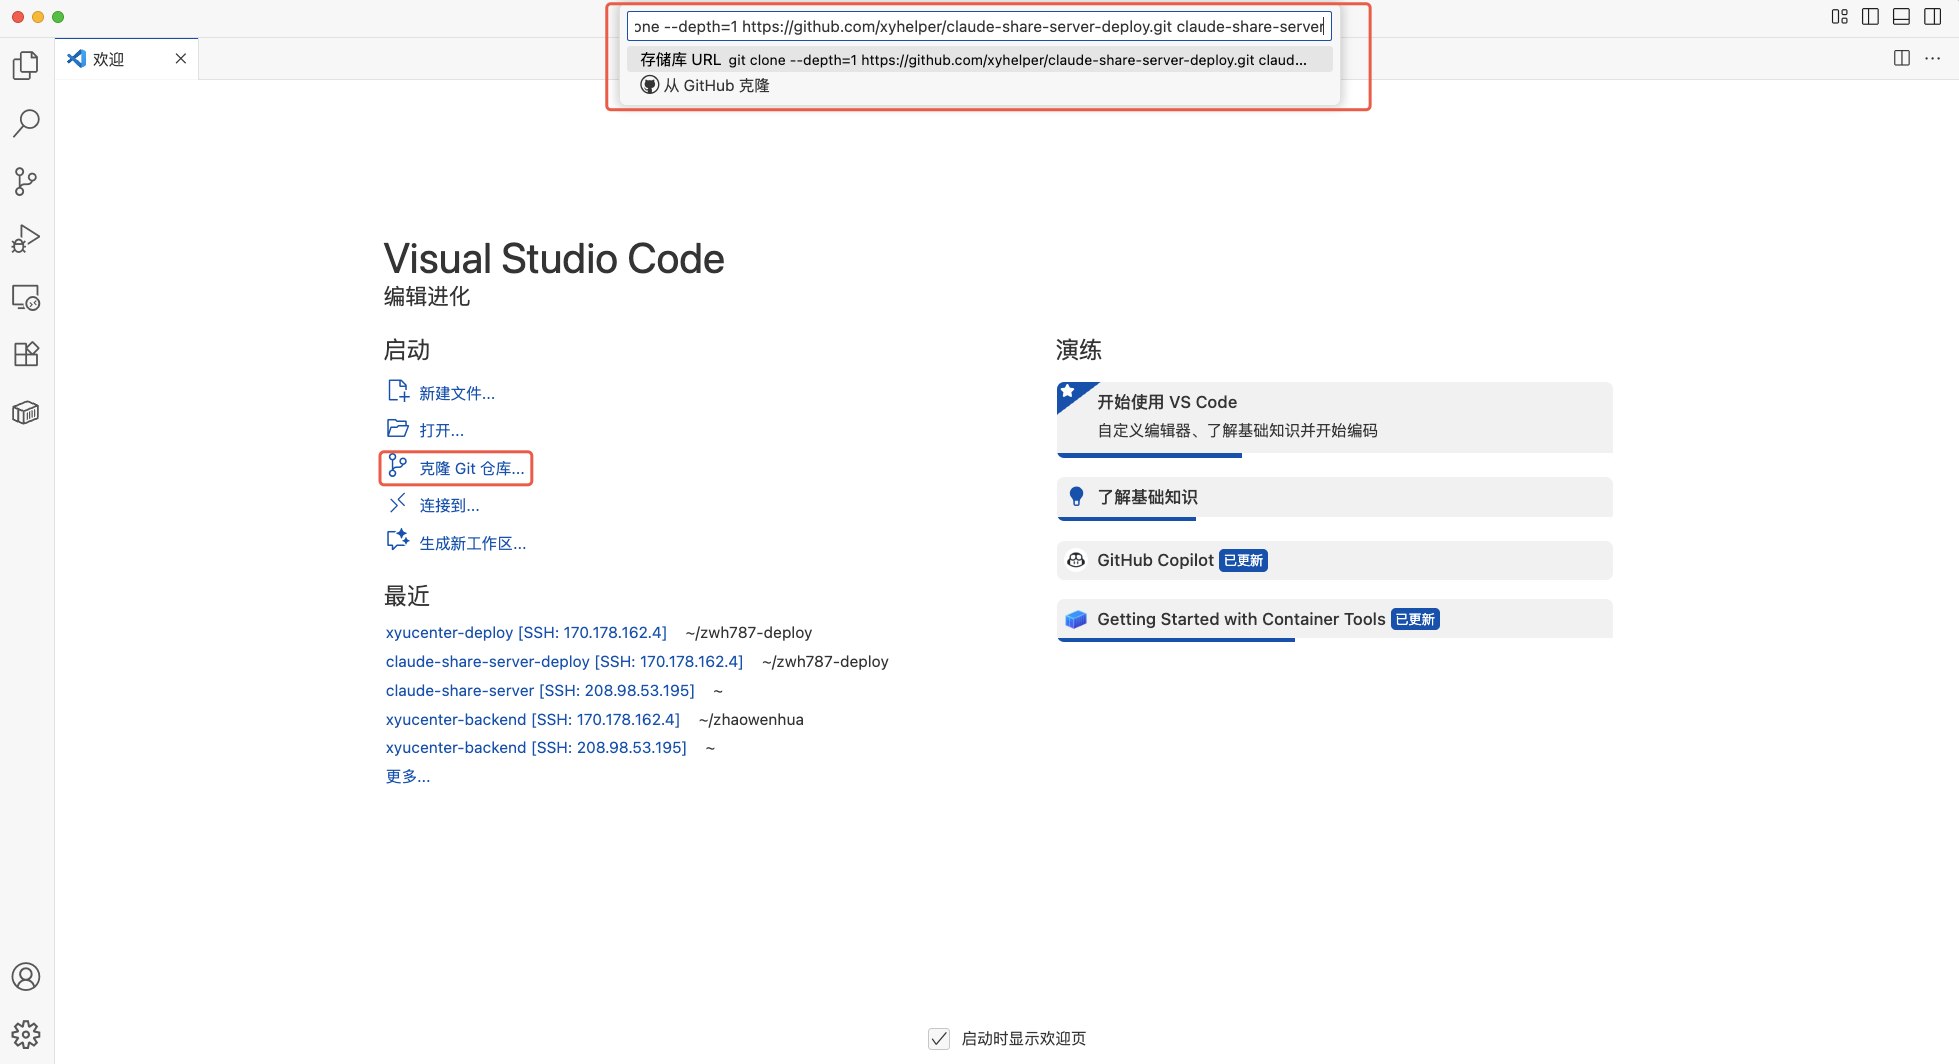 one --depth=1 https://github.com/xyhelper/claude-share-server-deploy.git claude-share-server
欢迎
存储库 URL git clone --depth=1 https://github.com/xyhelper/claude-share-server-deploy.git claud...
从 GitHub 克隆
Visual Studio Code
编辑进化
启动
新建文件...
打开...
克隆 Git 仓库...
连接到...
生成新工作区...
最近
xyucenter-deploy [SSH: 170.178.162.4] ~/zwh787-deploy
claude-share-server-deploy [SSH: 170.178.162.4] ~/zwh787-deploy
claude-share-server [SSH: 208.98.53.195] ~
xyucenter-backend [SSH: 170.178.162.4] ~/zhaowenhua
xyucenter-backend [SSH: 208.98.53.195] ~
更多...
演练
开始使用 VS Code
自定义编辑器、了解基础知识并开始编码
了解基础知识
GitHub Copilot 已更新
Getting Started with Container Tools 已更新
启动时显示欢迎页